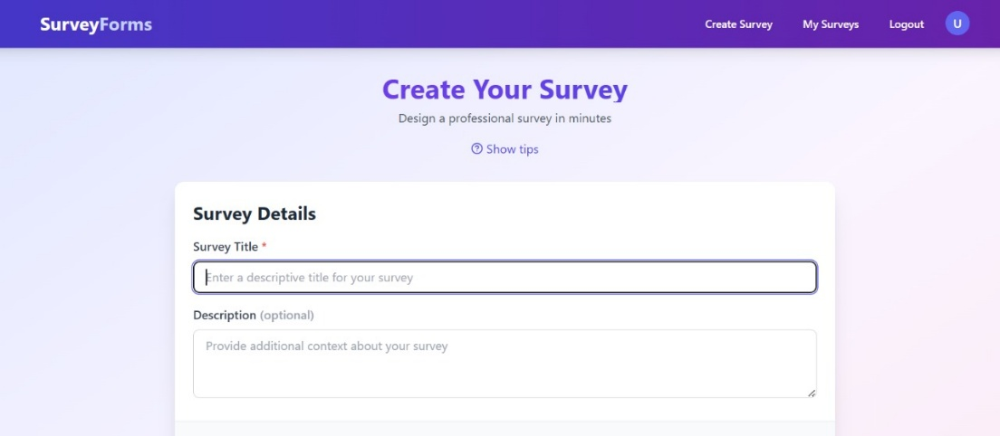 SurveyForms
Create Survey
My Surveys
Logout
U
Create Your Survey
Design a professional survey in minutes
Show tips
Survey Details
Survey Title *
Enter a descriptive title for your survey
Description (optional)
Provide additional context about your survey